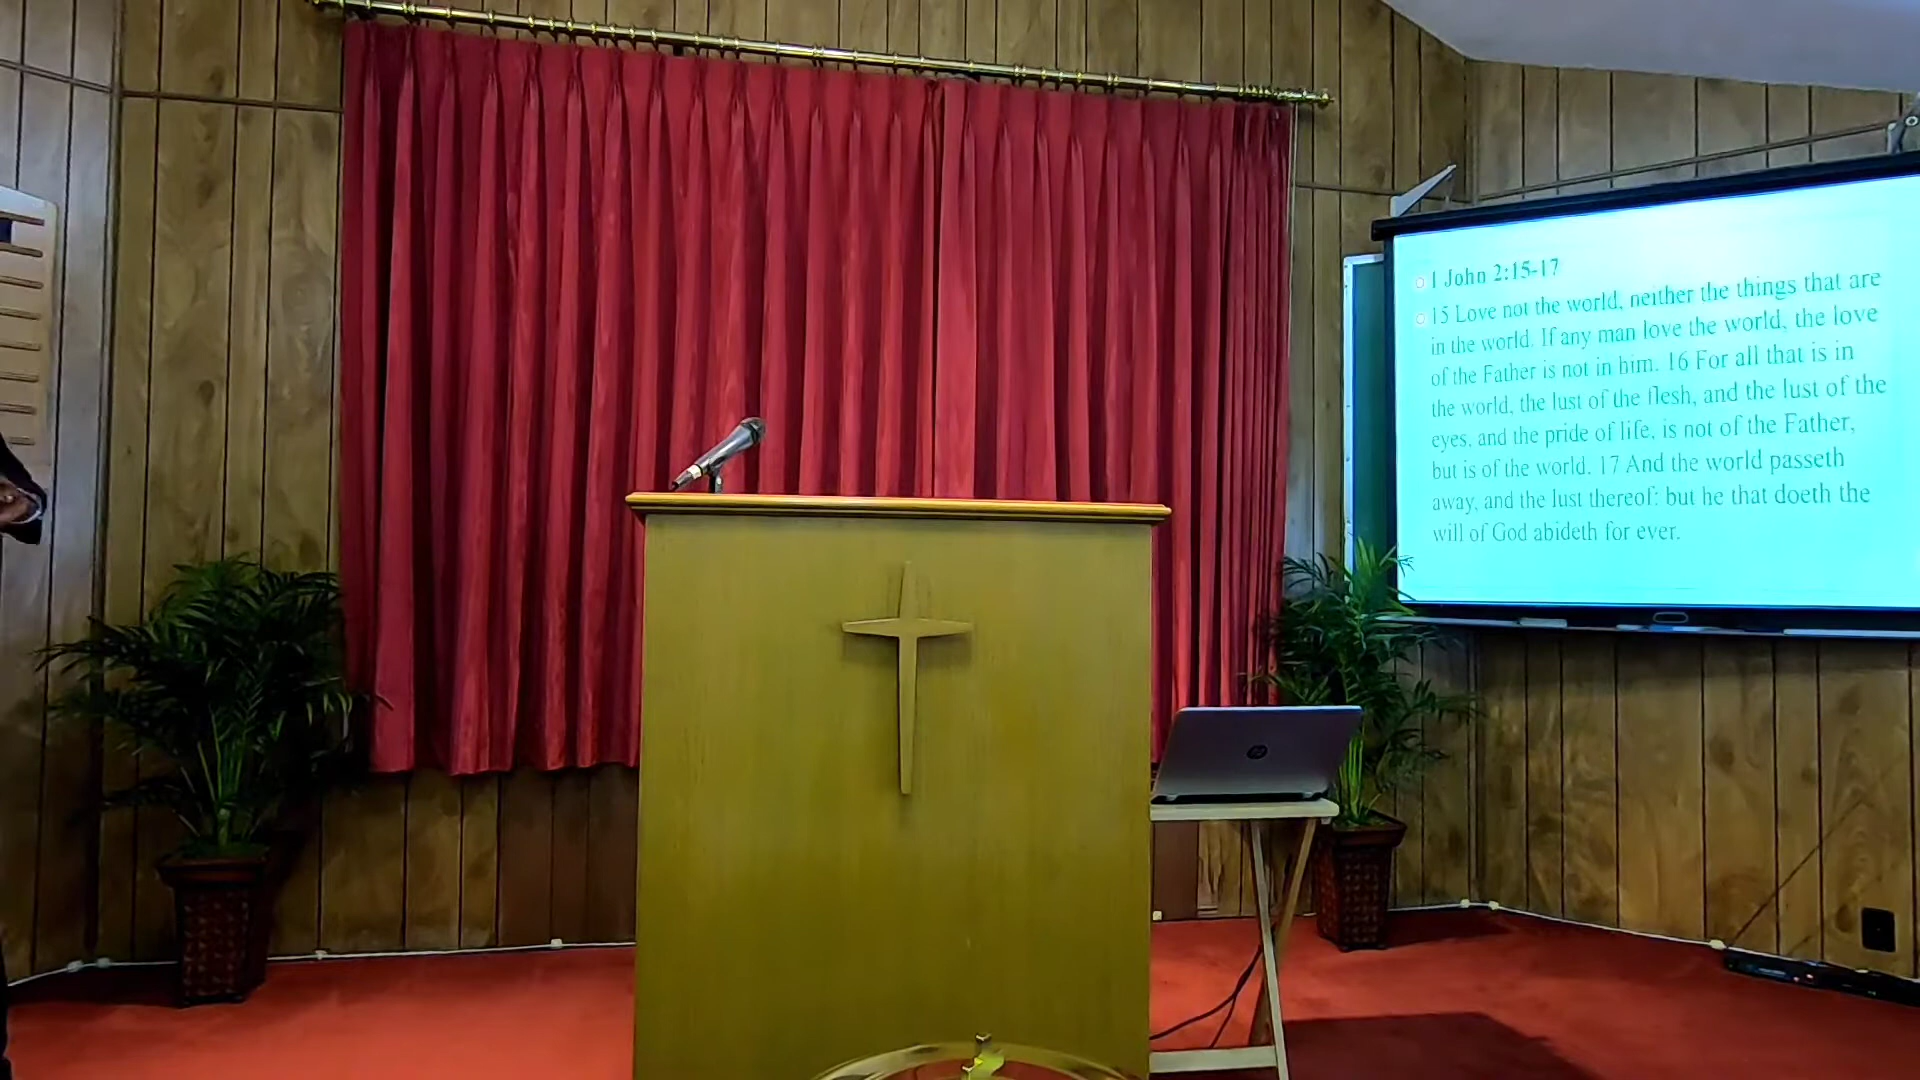 1 John 2:15-17
15 Love not the world, neither the things that are
in the world. If any man love the world, the love
of the Father is not in him. 16 For all that is in
the world, the lust of the flesh, and the lust of the
eyes, and the pride of life, is not of the Father,
but is of the world. 17 And the world passeth
away, and the lust thereof: but he that doeth the
will of God abideth for ever.
hp